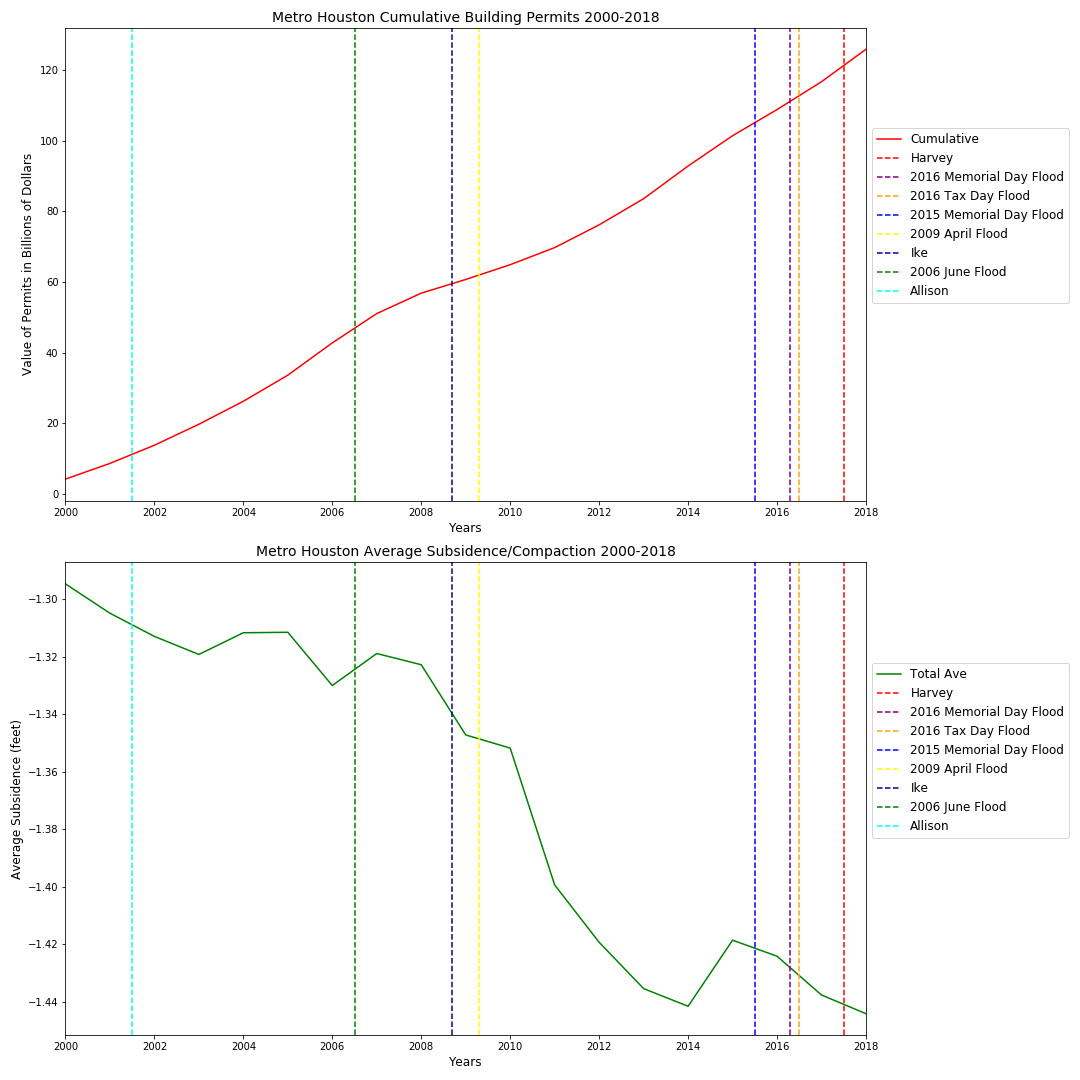 Metro Houston Cumulative Building Permits 2000-2018
Value of Permits in Billions of Dollars
120
100
80
60
40
20
0
2000 2002 2004 2006 2008 2010 2012 2014 2016 2018
Years
Cumulative
Harvey
2016 Memorial Day Flood
2016 Tax Day Flood
2015 Memorial Day Flood
2009 April Flood
Ike
2006 June Flood
Allison
Metro Houston Average Subsidence/Compaction 2000-2018
Average Subsidence (feet)
−1.30
−1.32
−1.34
−1.36
−1.38
−1.40
−1.42
−1.44
2000 2002 2004 2006 2008 2010 2012 2014 2016 2018
Years
Total Ave
Harvey
2016 Memorial Day Flood
2016 Tax Day Flood
2015 Memorial Day Flood
2009 April Flood
Ike
2006 June Flood
Allison